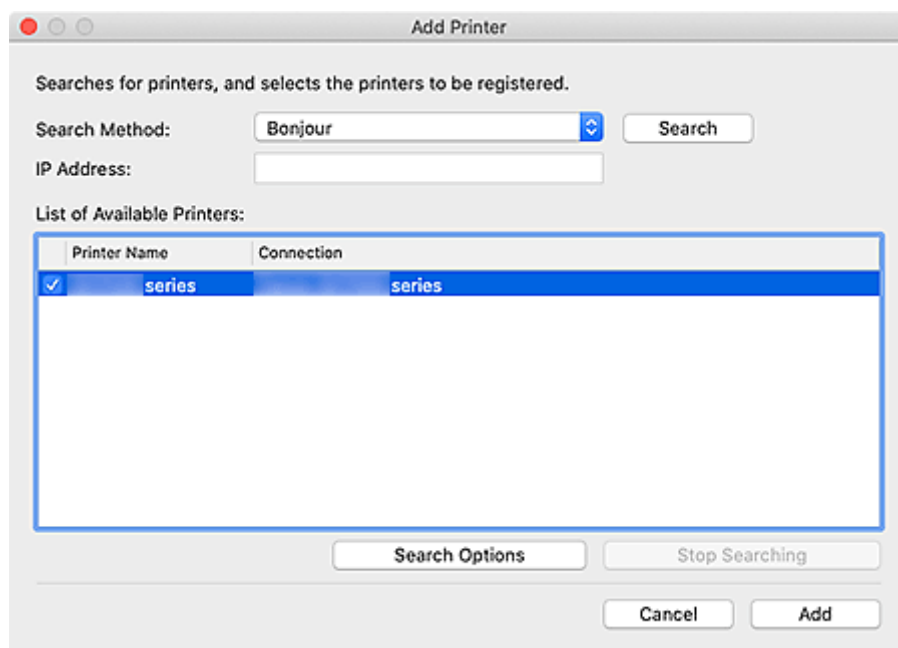 Add Printer
Searches for printers, and selects the printers to be registered.
Search Method: Bonjour Search
IP Address:
List of Available Printers:
Printer Name Connection
series series
Search Options Stop Searching
Cancel Add